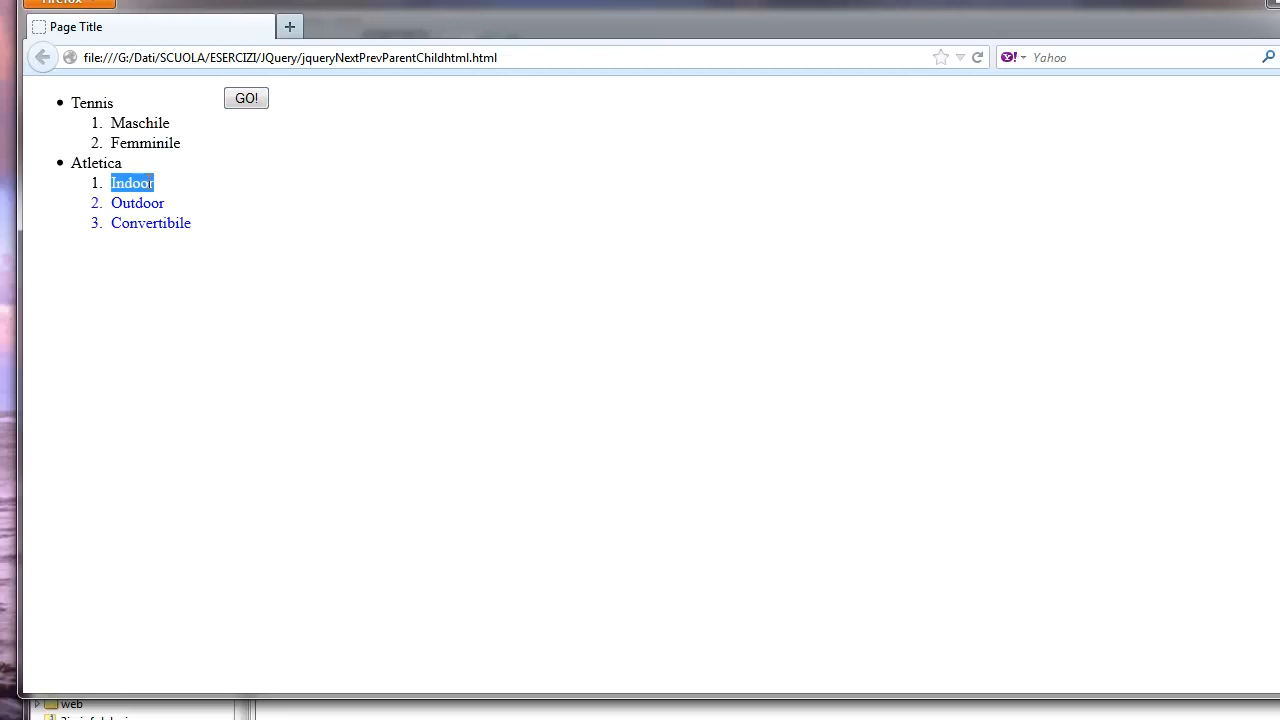 Page Title
file:///G:/Dati/SCUOLA/ESERCIZI/JQuery/jqueryNextPrevParentChildhtml.html
Y! Yahoo
• Tennis
GO!
1. Maschile
2. Femminile
• Atletica
1. Indoor
2. Outdoor
3. Convertibile
web